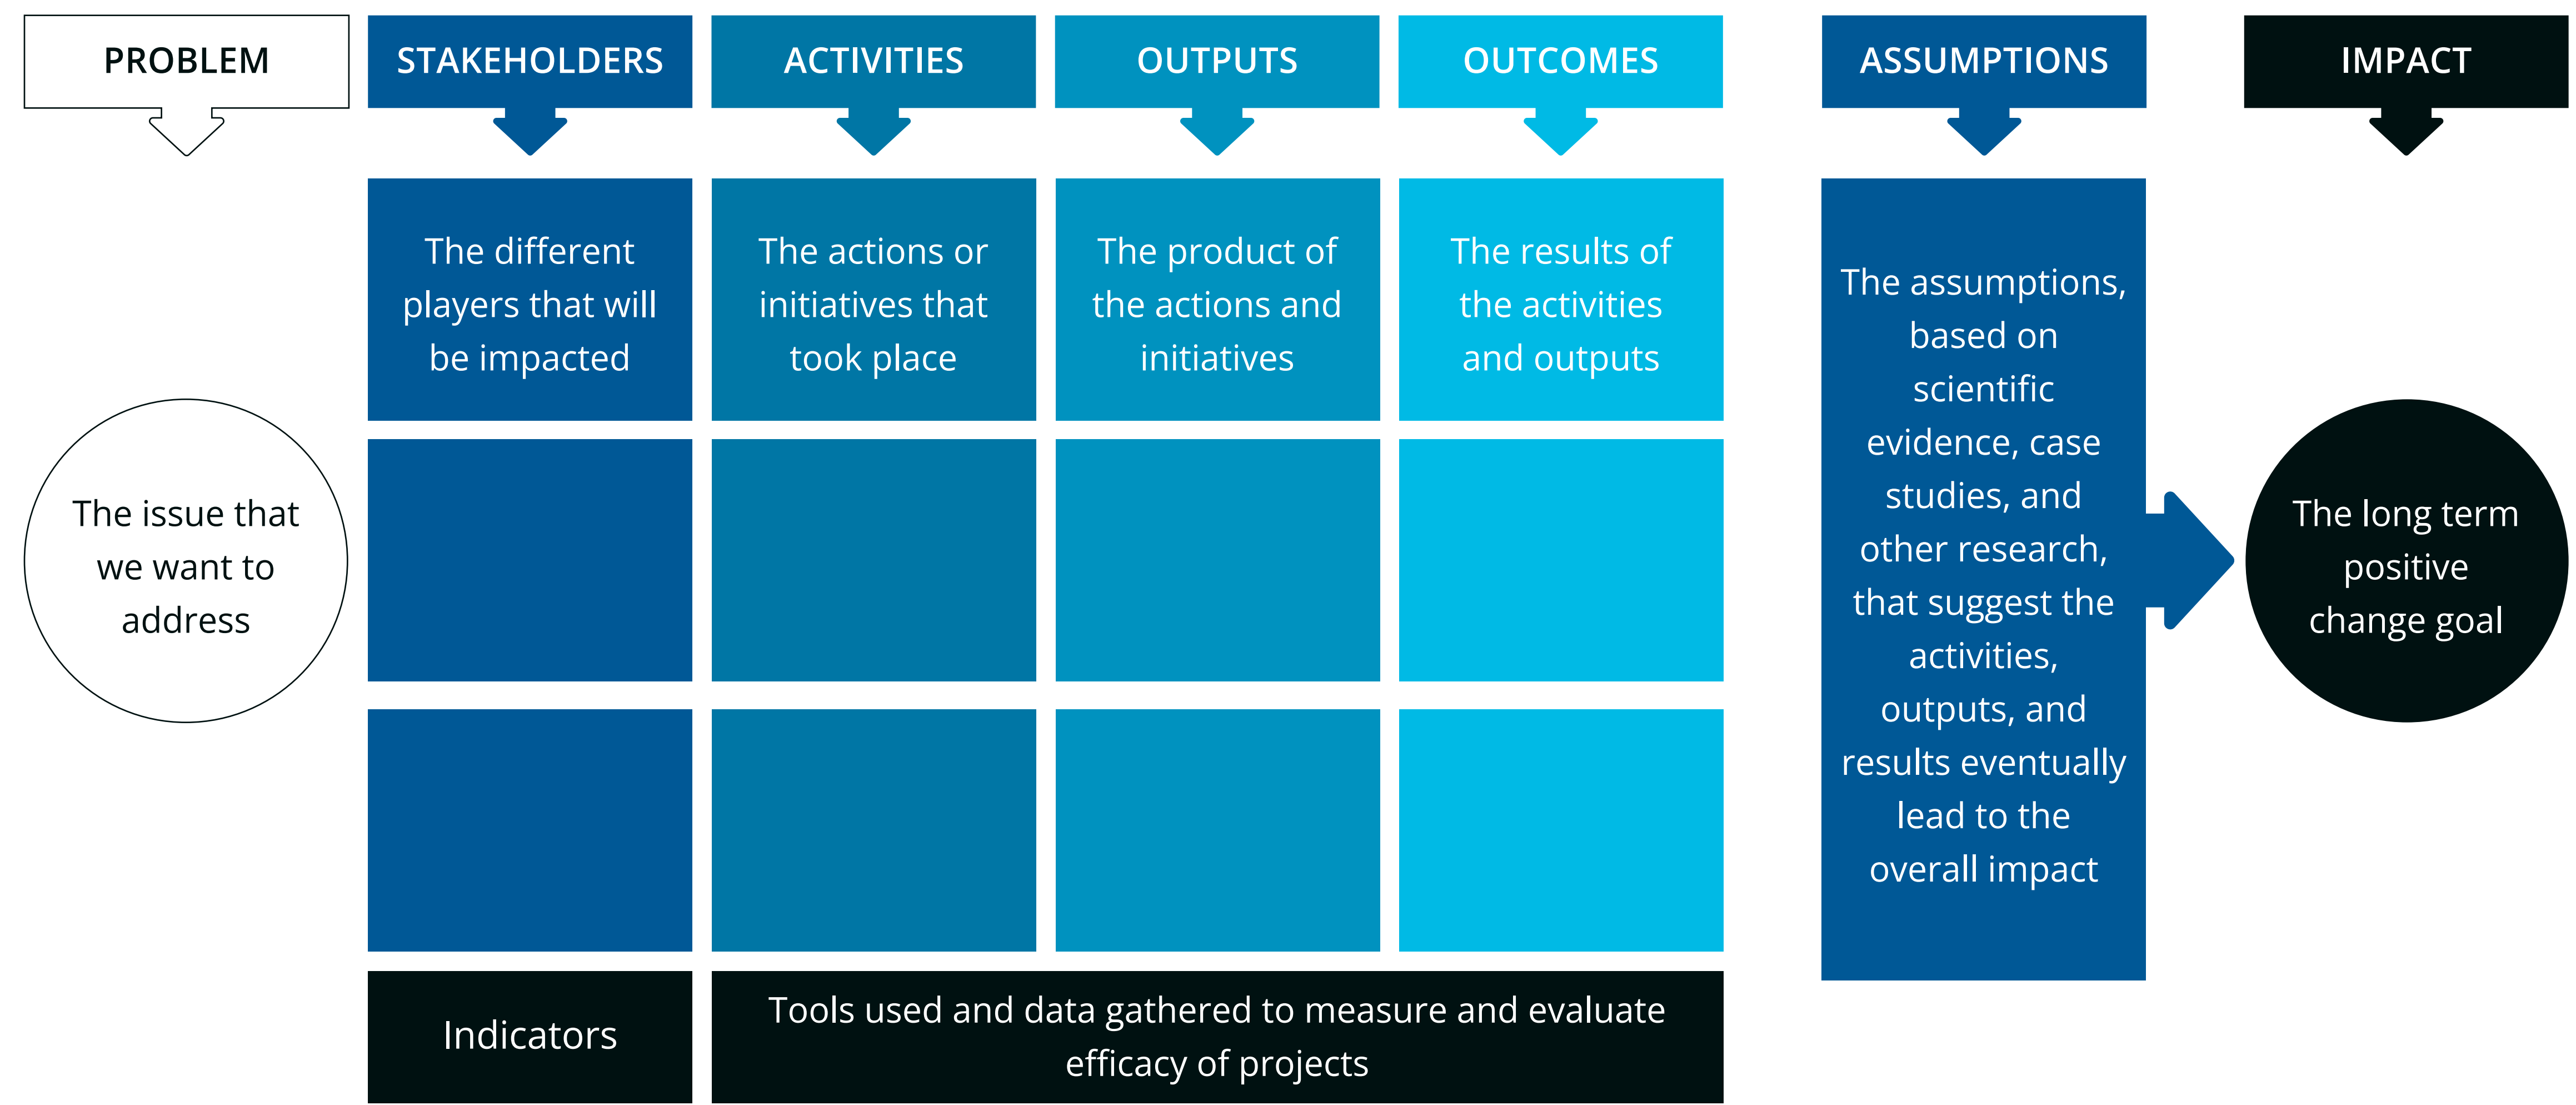 PROBLEM
STAKEHOLDERS
ACTIVITIES
OUTPUTS
OUTCOMES
ASSUMPTIONS
IMPACT
The issue that
we want to
address
The different
players that will
be impacted
The actions or
initiatives that
took place
The product of
the actions and
initiatives
The results of
the activities
and outputs
The assumptions,
based on
scientific
evidence, case
studies, and
other research,
that suggest the
activities,
outputs, and
results eventually
lead to the
overall impact
The long term
positive
change goal
Indicators
Tools used and data gathered to measure and evaluate
efficacy of projects